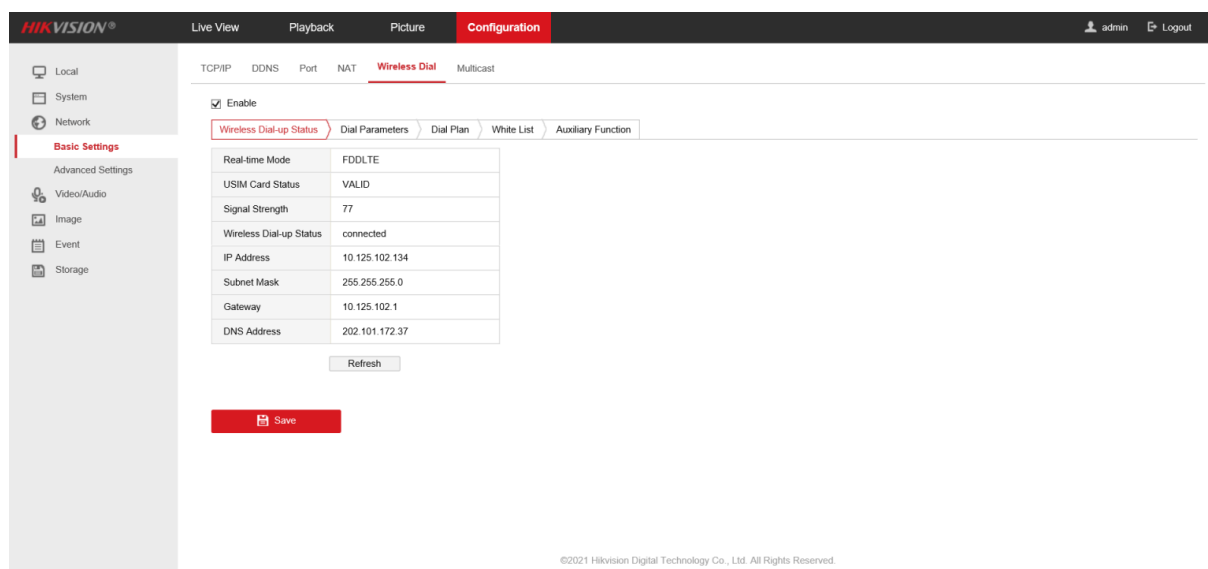 HIKVISION® Live View Playback Picture Configuration admin Logout
Local
System
Network
Basic Settings
Advanced Settings
Video/Audio
Image
Event
Storage
TCP/IP DDNS Port NAT Wireless Dial Multicast
Enable
Wireless Dial-up Status Dial Parameters Dial Plan White List Auxiliary Function
Real-time Mode FDDLTE
USIM Card Status VALID
Signal Strength 77
Wireless Dial-up Status connected
IP Address 10.125.102.134
Subnet Mask 255.255.255.0
Gateway 10.125.102.1
DNS Address 202.101.172.37
Refresh
Save
©2021 Hikvision Digital Technology Co., Ltd. All Rights Reserved.